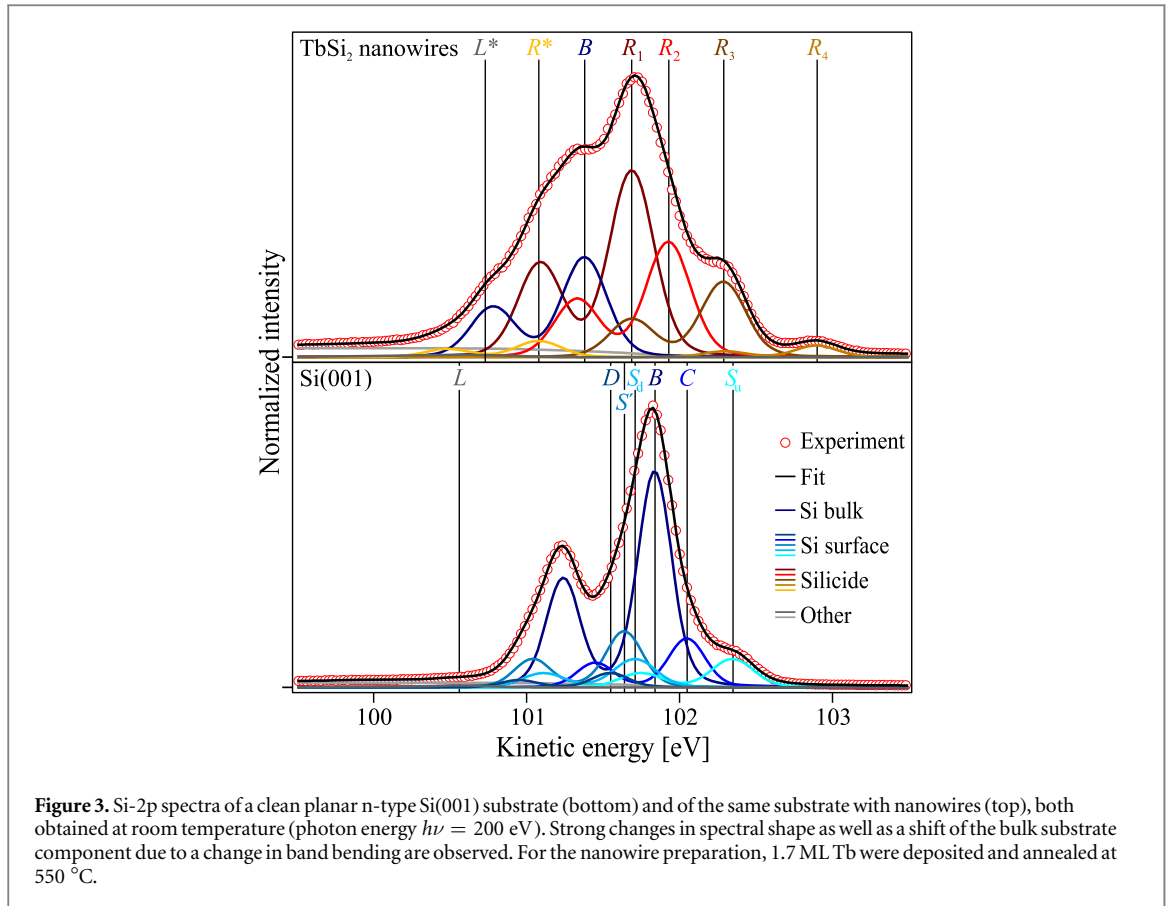 TbSi2 nanowires L* R* B R1 R2 R3 R4
Si(001) L D Sd B C Su
S′
Experiment
Fit
Si bulk
Si surface
Silicide
Other
Normalized intensity
100 101 102 103
Kinetic energy [eV]
Figure 3. Si-2p spectra of a clean planar n-type Si(001) substrate (bottom) and of the same substrate with nanowires (top), both
obtained at room temperature (photon energy hν = 200 eV). Strong changes in spectral shape as well as a shift of the bulk substrate
component due to a change in band bending are observed. For the nanowire preparation, 1.7 ML Tb were deposited and annealed at
550 °C.